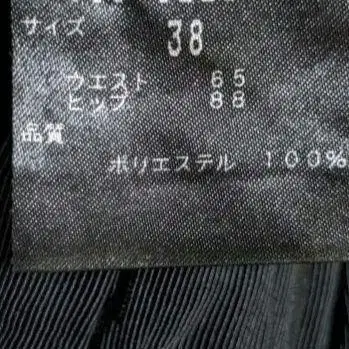 サイズ 38
ウエスト 65
ヒップ 88
品質
ポリエステル 100%